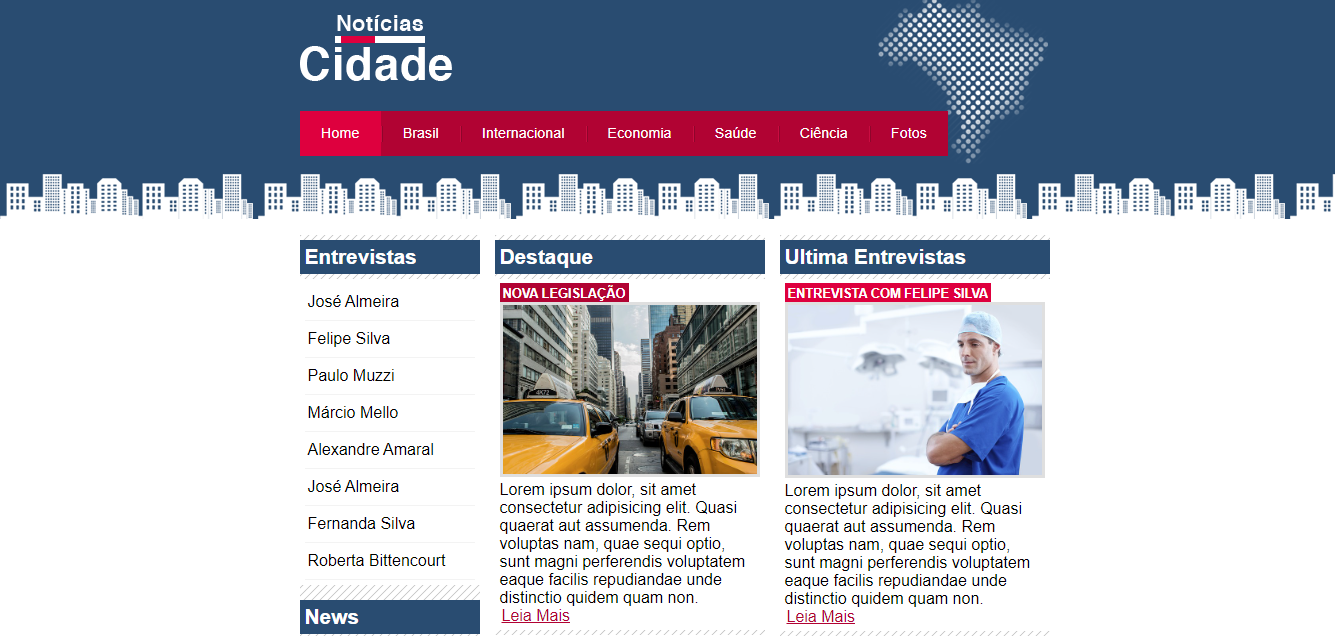 Notícias
Cidade
Home Brasil Internacional Economia Saúde Ciência Fotos
Entrevistas
José Almeira
Felipe Silva
Paulo Muzzi
Márcio Mello
Alexandre Amaral
José Almeira
Fernanda Silva
Roberta Bittencourt
News
Destaque
NOVA LEGISLAÇÃO
Lorem ipsum dolor, sit amet
consectetur adipisicing elit. Quasi
quaerat aut assumenda. Rem
voluptas nam, quae sequi optio,
sunt magni perferendis voluptatem
eaque facilis repudiandae unde
distinctio quidem quam non.
Leia Mais
Ultima Entrevistas
ENTREVISTA COM FELIPE SILVA
Lorem ipsum dolor, sit amet
consectetur adipisicing elit. Quasi
quaerat aut assumenda. Rem
voluptas nam, quae sequi optio,
sunt magni perferendis voluptatem
eaque facilis repudiandae unde
distinctio quidem quam non.
Leia Mais